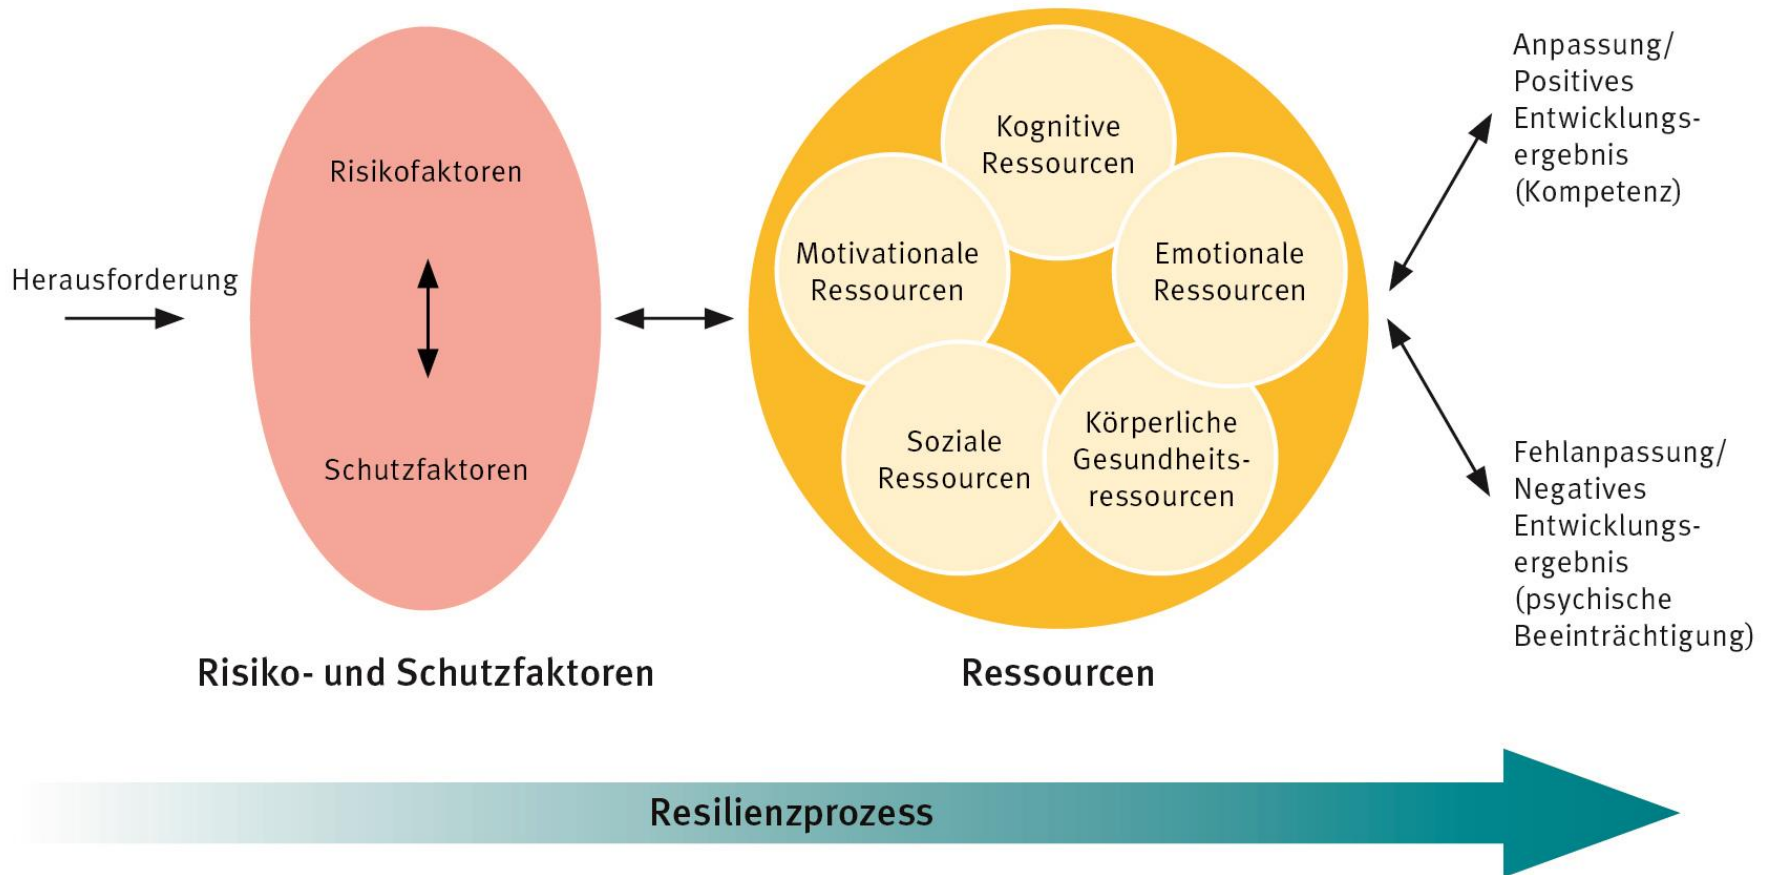 Herausforderung
Risikofaktoren
Schutzfaktoren
Risiko- und Schutzfaktoren
Kognitive
Ressourcen
Motivationale
Ressourcen
Emotionale
Ressourcen
Soziale
Ressourcen
Körperliche
Gesundheits-
ressourcen
Ressourcen
Anpassung/
Positives
Entwicklungs-
ergebnis
(Kompetenz)
Fehlanpassung/
Negatives
Entwicklungs-
ergebnis
(psychische
Beeinträchtigung)
Resilienzprozess